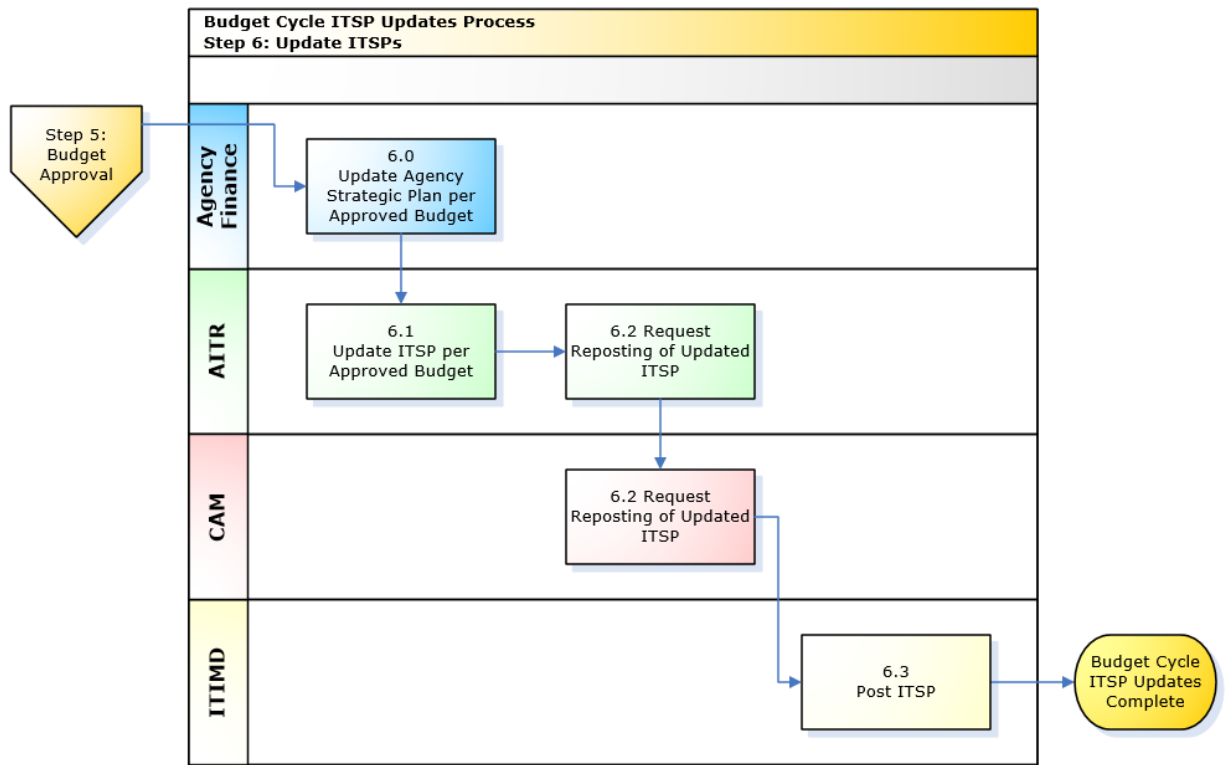 Budget Cycle ITSP Updates Process
Step 6: Update ITSPs
Step 5:
Budget
Approval
Agency
Finance
6.0
Update Agency
Strategic Plan per
Approved Budget
AITR
6.1
Update ITSP per
Approved Budget
6.2 Request
Reposting of Updated
ITSP
CAM
6.2 Request
Reposting of Updated
ITSP
ITIMD
6.3
Post ITSP
Budget Cycle
ITSP Updates
Complete